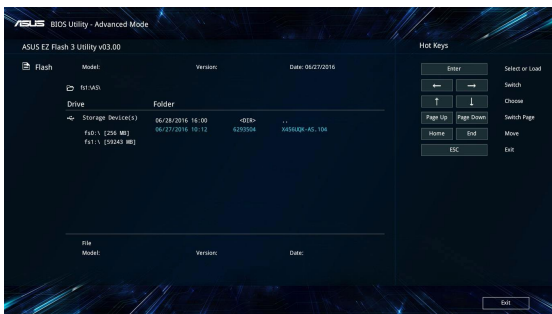 ASUS BIOS Utility - Advanced Mode
ASUS EZ Flash 3 Utility v03.00
Flash
Model: Version: Date: 06/27/2016
fs1:\AS\
Drive Folder
Storage Device(s)
fs0:\ [256 MB]
fs1:\ [59243 MB]
06/28/2016 16:00 <DIR> ..
06/27/2016 10:12 6293504 X456UQK-AS.104
File
Model: Version: Date:
Hot Keys
Enter Select or Load
← → Switch
↑ ↓ Choose
Page Up Page Down Switch Page
Home End Move
ESC Exit
Exit